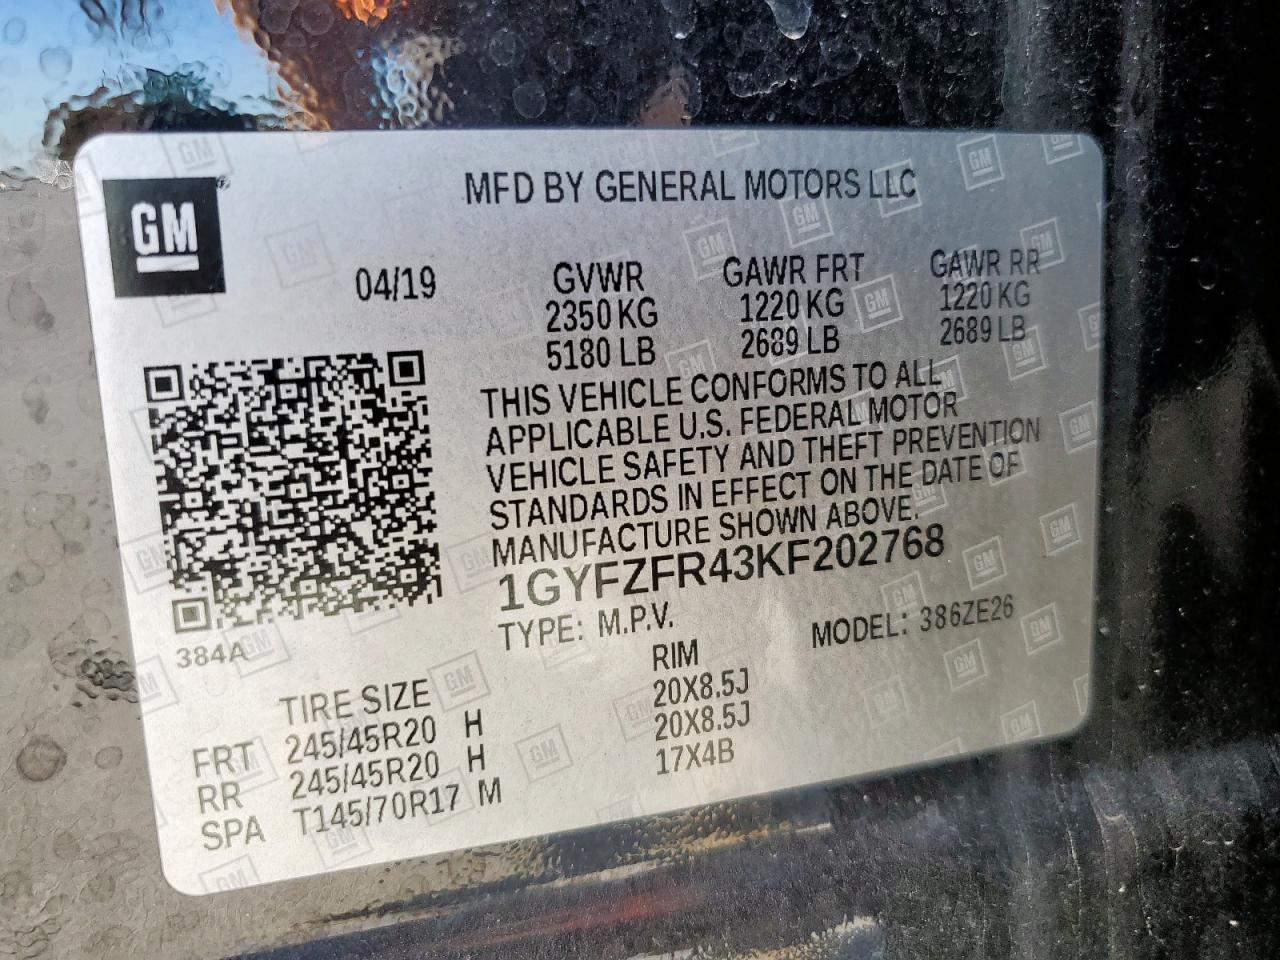 GM
MFD BY GENERAL MOTORS LLC
04/19
GVWR GAWR FRT GAWR RR
2350 KG 1220 KG 1220 KG
5180 LB 2689 LB 2689 LB
THIS VEHICLE CONFORMS TO ALL
APPLICABLE U.S. FEDERAL MOTOR
VEHICLE SAFETY AND THEFT PREVENTION
STANDARDS IN EFFECT ON THE DATE OF
MANUFACTURE SHOWN ABOVE.
1GYFZFR43KF202768
TYPE: M.P.V. MODEL: 386ZE26
384A
TIRE SIZE RIM
FRT 245/45R20 H 20X8.5J
RR 245/45R20 H 20X8.5J
SPA T145/70R17 M 17X4B